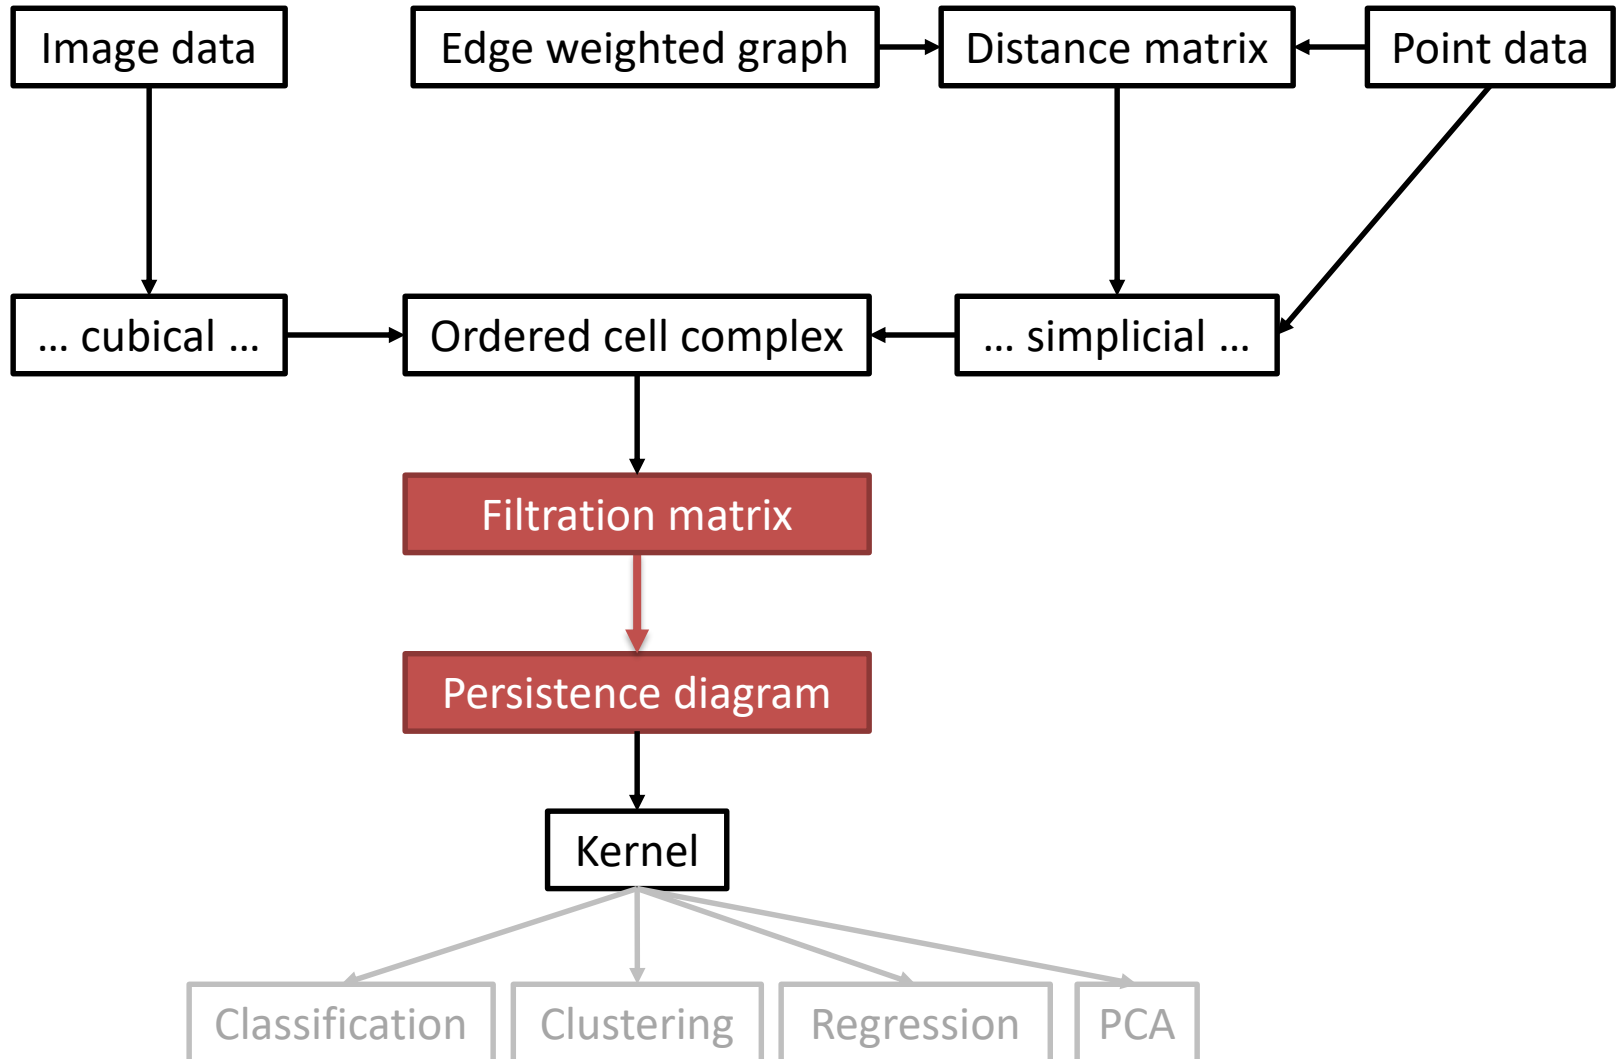 Image data
Edge weighted graph
Distance matrix
Point data
... cubical ...
Ordered cell complex
... simplicial ...
Filtration matrix
Persistence diagram
Kernel
Classification
Clustering
Regression
PCA